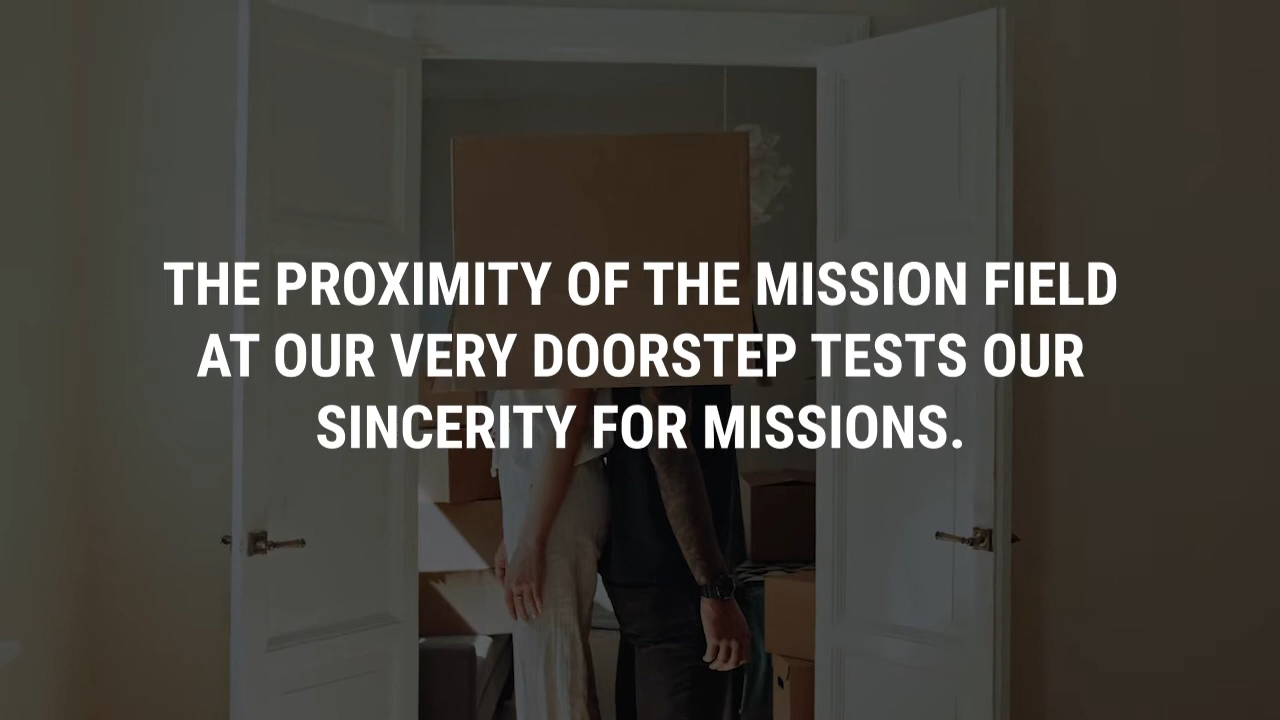 THE PROXIMITY OF THE MISSION FIELD
AT OUR VERY DOORSTEP TESTS OUR
SINCERITY FOR MISSIONS.